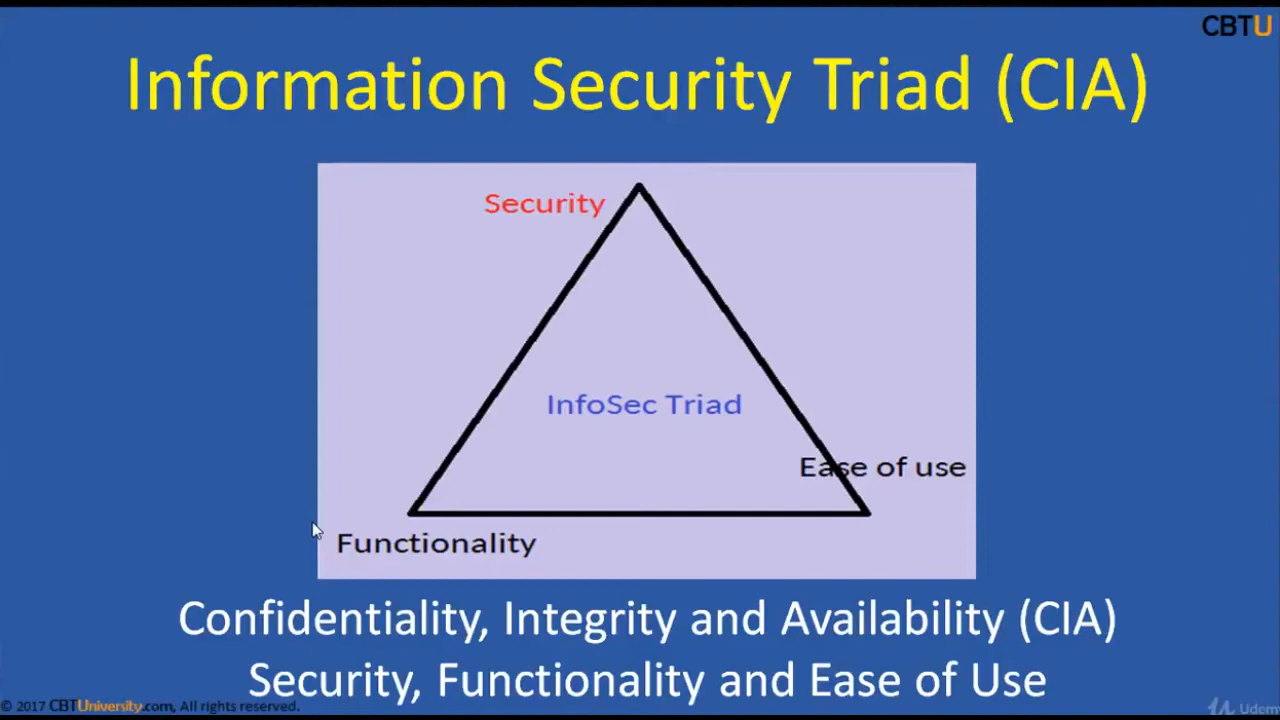 CBTU
Information Security Triad (CIA)
Security
InfoSec Triad
Ease of use
Functionality
Confidentiality, Integrity and Availability (CIA)
Security, Functionality and Ease of Use
© 2017 CBTUniversity.com, All rights reserved.
Udem